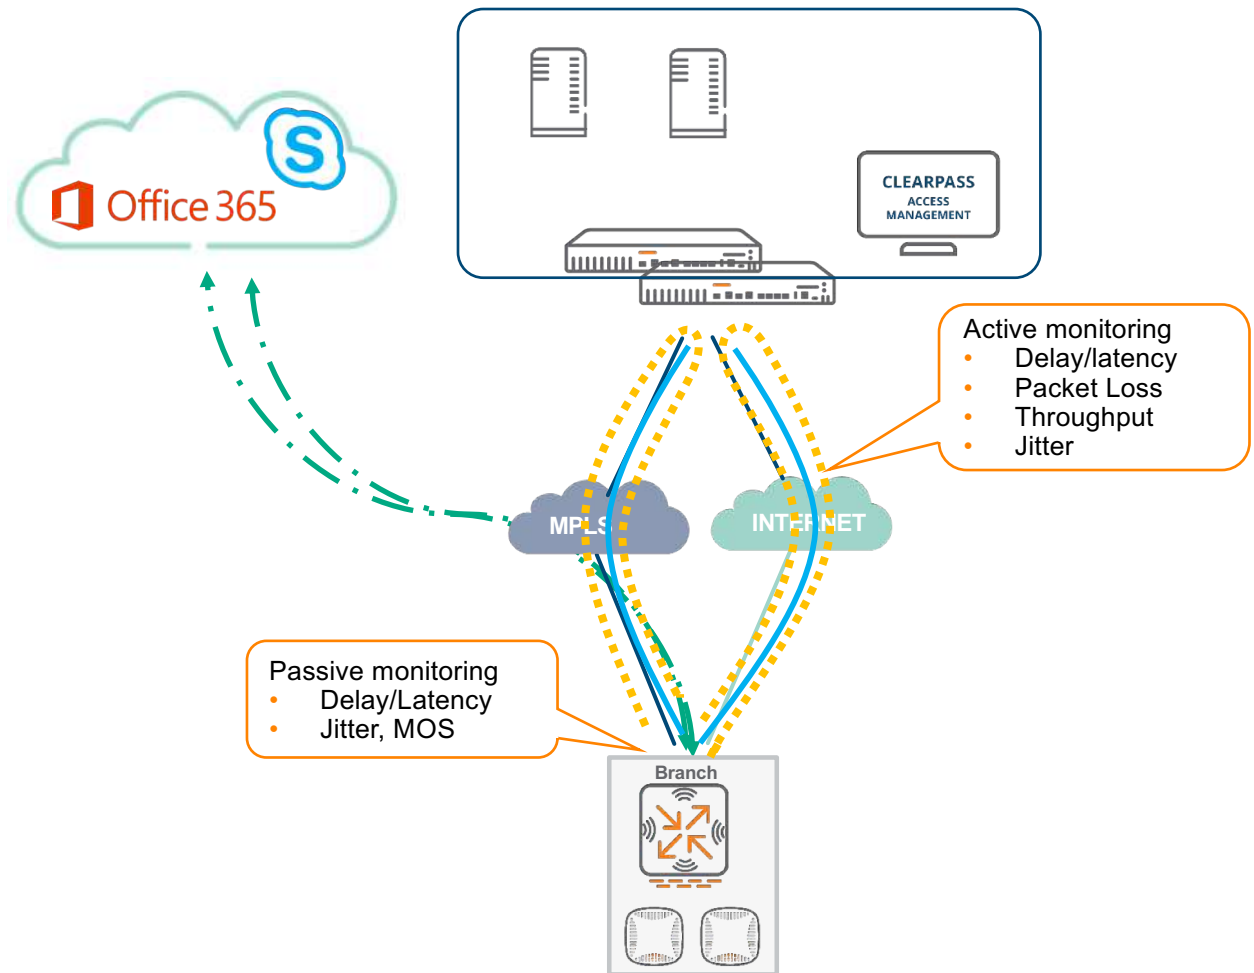 S
Office 365
CLEARPASS
ACCESS
MANAGEMENT
Active monitoring
• Delay/latency
• Packet Loss
• Throughput
• Jitter
MPLS
INTERNET
Passive monitoring
• Delay/Latency
• Jitter, MOS
Branch